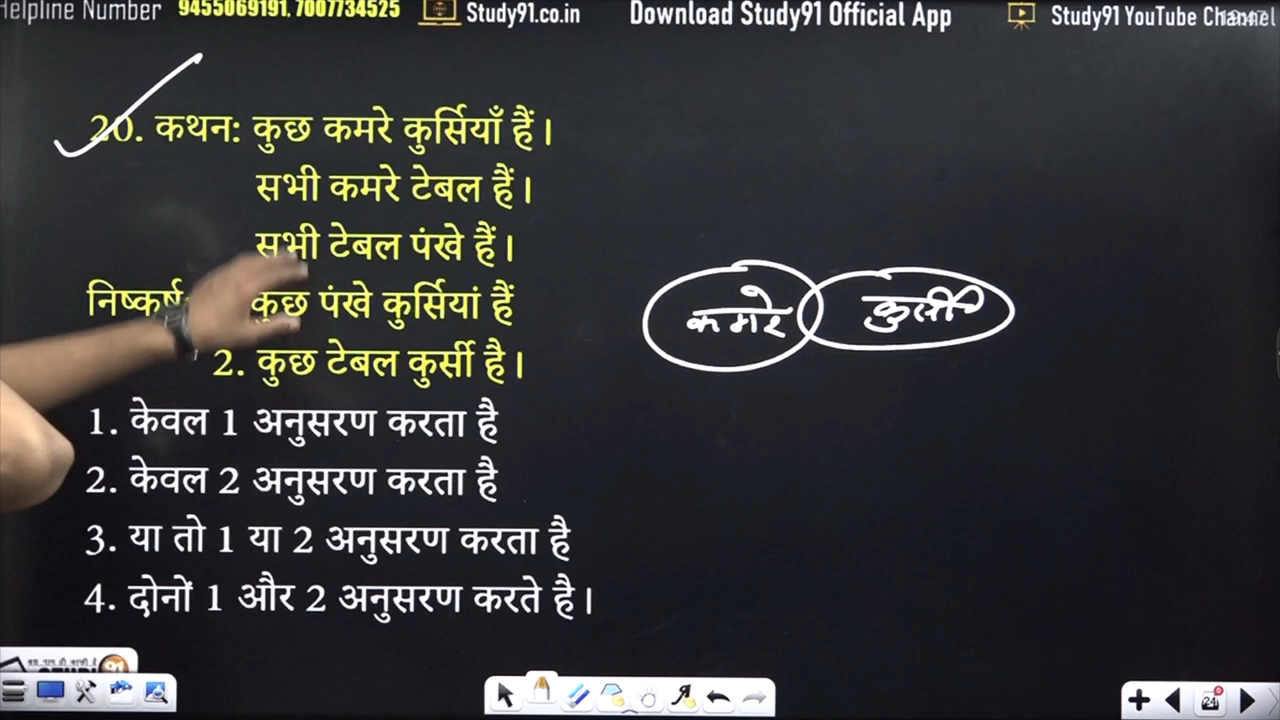 Helpline Number 9455069191. 7007734525 Study91.co.in Download Study91 Official App Study91 YouTube Channel
20. कथन: कुछ कमरे कुर्सियाँ हैं।
सभी कमरे टेबल हैं।
सभी टेबल पंखे हैं।
निष्कर्ष: कुछ पंखे कुर्सियां हैं
2. कुछ टेबल कुर्सी है।
1. केवल 1 अनुसरण करता है
2. केवल 2 अनुसरण करता है
3. या तो 1 या 2 अनुसरण करता है
4. दोनों 1 और 2 अनुसरण करते है।
कमरे कुर्सी
24